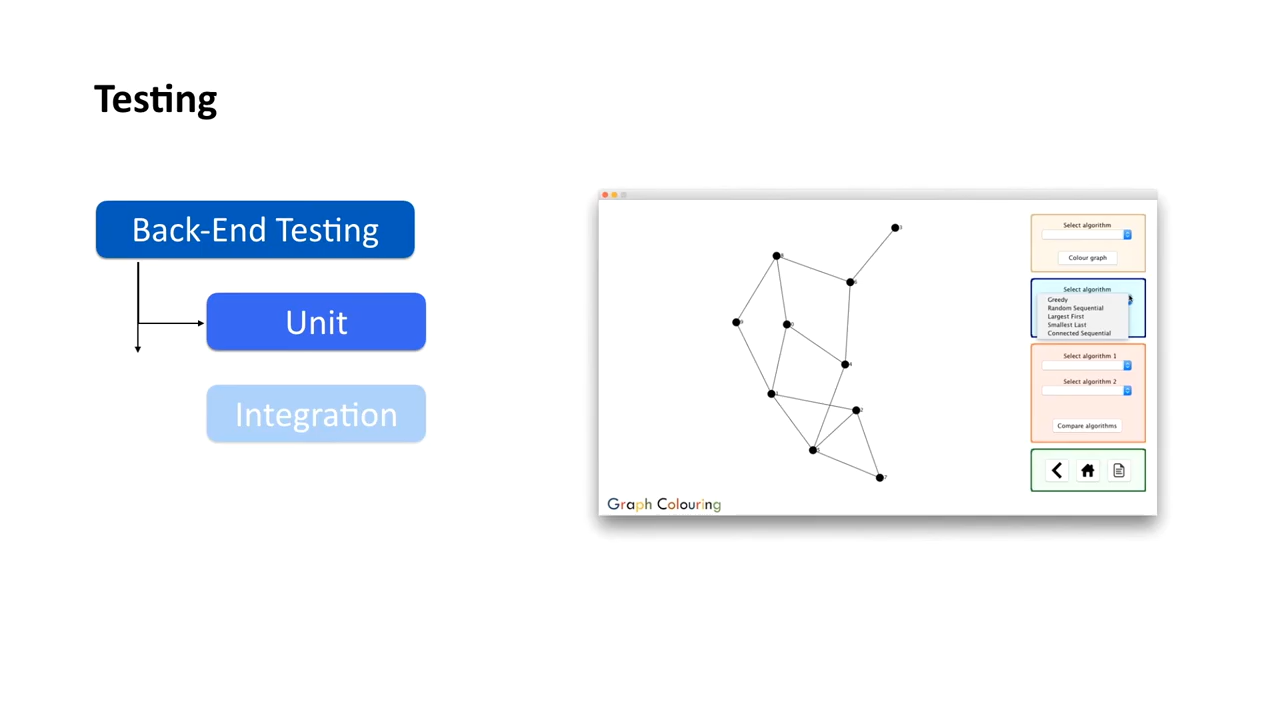 Testing
Back-End Testing
Unit
Integration
Select algorithm
Colour graph
Select algorithm
Greedy
Random Sequential
Largest First
Smallest Last
Connected Sequential
Select algorithm 1
Select algorithm 2
Compare algorithms
Graph Colouring